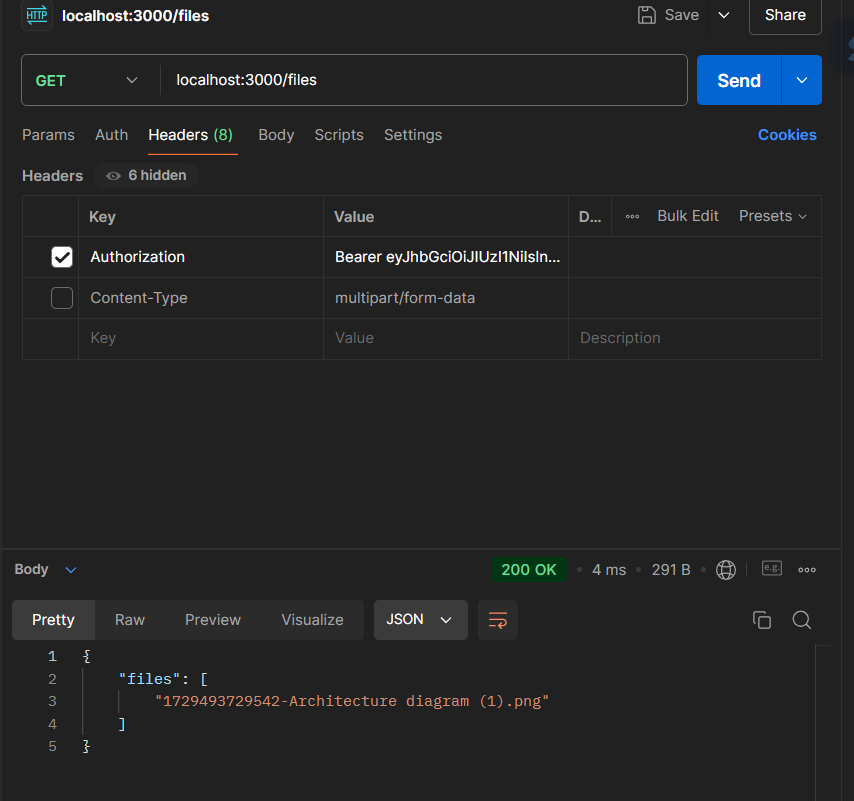 HTTP localhost:3000/files Save Share
GET localhost:3000/files Send
Params Auth Headers (8) Body Scripts Settings Cookies
Headers 6 hidden
Key Value D... Bulk Edit Presets
Authorization Bearer eyJhbGciOiJIUzI1NiIsIn...
Content-Type multipart/form-data
Key Value Description
Body 200 OK • 4 ms • 291 B • e.g.
Pretty Raw Preview Visualize JSON
1 {
2 "files": [
3 "1729493729542-Architecture diagram (1).png"
4 ]
5 }